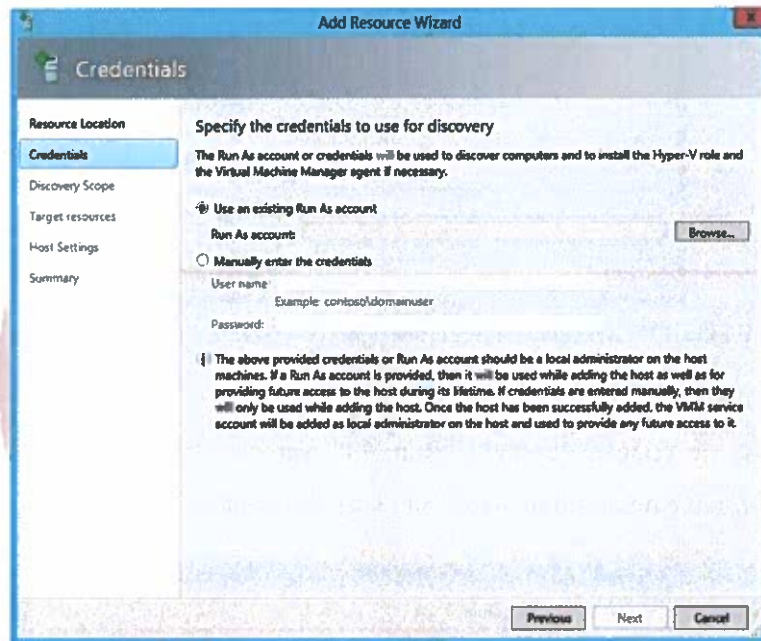 Add Resource Wizard
Credentials
Resource Location
Credentials
Discovery Scope
Target resources
Host Settings
Summary
Specify the credentials to use for discovery
The Run As account or credentials will be used to discover computers and to install the Hyper-V role and
the Virtual Machine Manager agent if necessary.
Use an existing Run As account
Run As account:
Browse...
Manually enter the credentials
User name:
Example: contoso\domainuser
Password:
The above provided credentials or Run As account should be a local administrator on the host
machines. If a Run As account is provided, then it will be used while adding the host as well as for
providing future access to the host during its lifetime. If credentials are entered manually, then they
will only be used while adding the host. Once the host has been successfully added, the VMM service
account will be added as local administrator on the host and used to provide any future access to it.
Previous
Next
Cancel